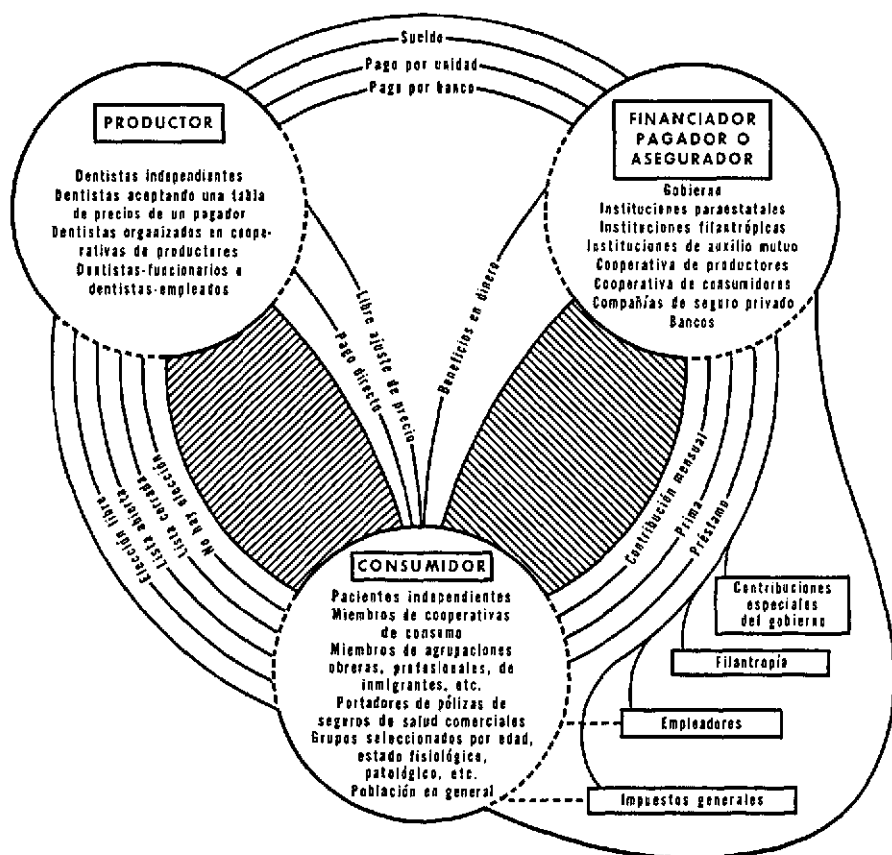 Sueldo
Pago por unidad
Pago por banco
PRODUCTOR
Dentistas independientes
Dentistas aceptando una tabla
de precios de un pagador
Dentistas organizados en coope-
rativas de productores
Dentistas-funcionarios o
dentistas-empleados
FINANCIADOR
PAGADOR O
ASEGURADOR
Gobierno
Instituciones paraestatales
Instituciones filantrópicas
Instituciones de auxilio mutuo
Cooperativa de productores
Cooperativa de consumidores
Compañías de seguro privado
Bancos
Libre ajuste de precio
Pago directo
Beneficios en dinero
Elección libre
Lista abierta
Lista cerrada
No hay elección
Contribución mensual
Prima
Préstamo
CONSUMIDOR
Pacientes independientes
Miembros de cooperativas
de consumo
Miembros de agrupaciones
obreras, profesionales, de
inmigrantes, etc.
Portadores de pólizas de
seguros de salud comerciales
Grupos seleccionados por edad,
estado fisiológico,
patológico, etc.
Población en general
Contribuciones
especiales
del gobierno
Filantropía
Empleadores
Impuestos generales